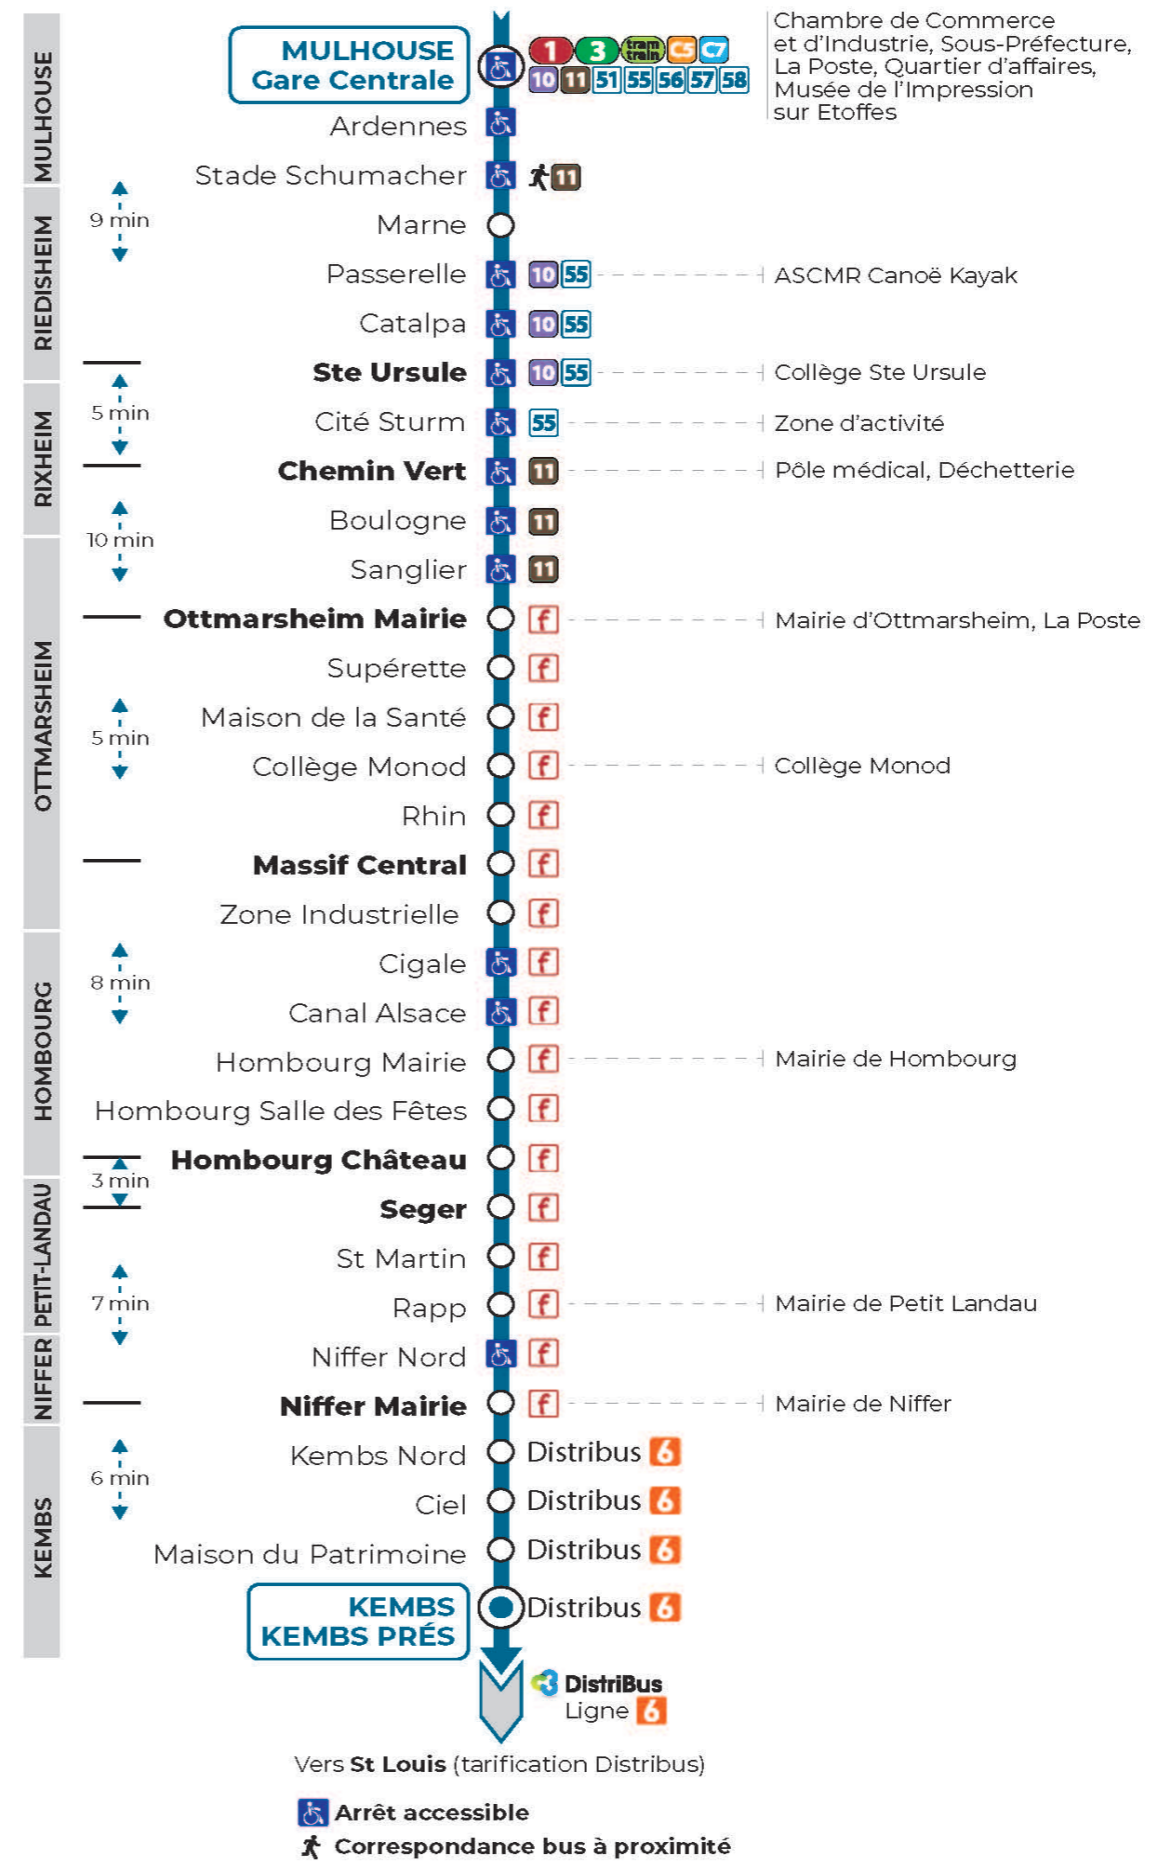 MULHOUSE
Gare Centrale
1 3 tram train C5 C7
10 11 51 55 56 57 58
Chambre de Commerce
et d'Industrie, Sous-Préfecture,
La Poste, Quartier d'affaires,
Musée de l'Impression
sur Etoffes
MULHOUSE
Ardennes
Stade Schumacher 11
9 min
RIEDISHEIM
Marne
Passerelle 10 55 ASCMR Canoë Kayak
Catalpa 10 55
Ste Ursule 10 55 Collège Ste Ursule
5 min
RIXHEIM
Cité Sturm 55 Zone d'activité
Chemin Vert 11 Pôle médical, Déchetterie
Boulogne 11
10 min
Sanglier 11
OTTMARSHEIM
Ottmarsheim Mairie f Mairie d'Ottmarsheim, La Poste
Supérette f
Maison de la Santé f
5 min
Collège Monod f Collège Monod
Rhin f
Massif Central f
Zone Industrielle f
HOMBOURG
Cigale f
8 min
Canal Alsace f
Hombourg Mairie f Mairie de Hombourg
Hombourg Salle des Fêtes f
Hombourg Château f
3 min
PETIT-LANDAU
Seger f
St Martin f
7 min
Rapp f Mairie de Petit Landau
NIFFER
Niffer Nord f
Niffer Mairie f Mairie de Niffer
KEMBS
Kembs Nord Distribus 6
6 min
Ciel Distribus 6
Maison du Patrimoine Distribus 6
KEMBS Distribus 6
KEMBS PRÉS
DistriBus
Ligne 6
Vers St Louis (tarification Distribus)
Arrêt accessible
Correspondance bus à proximité